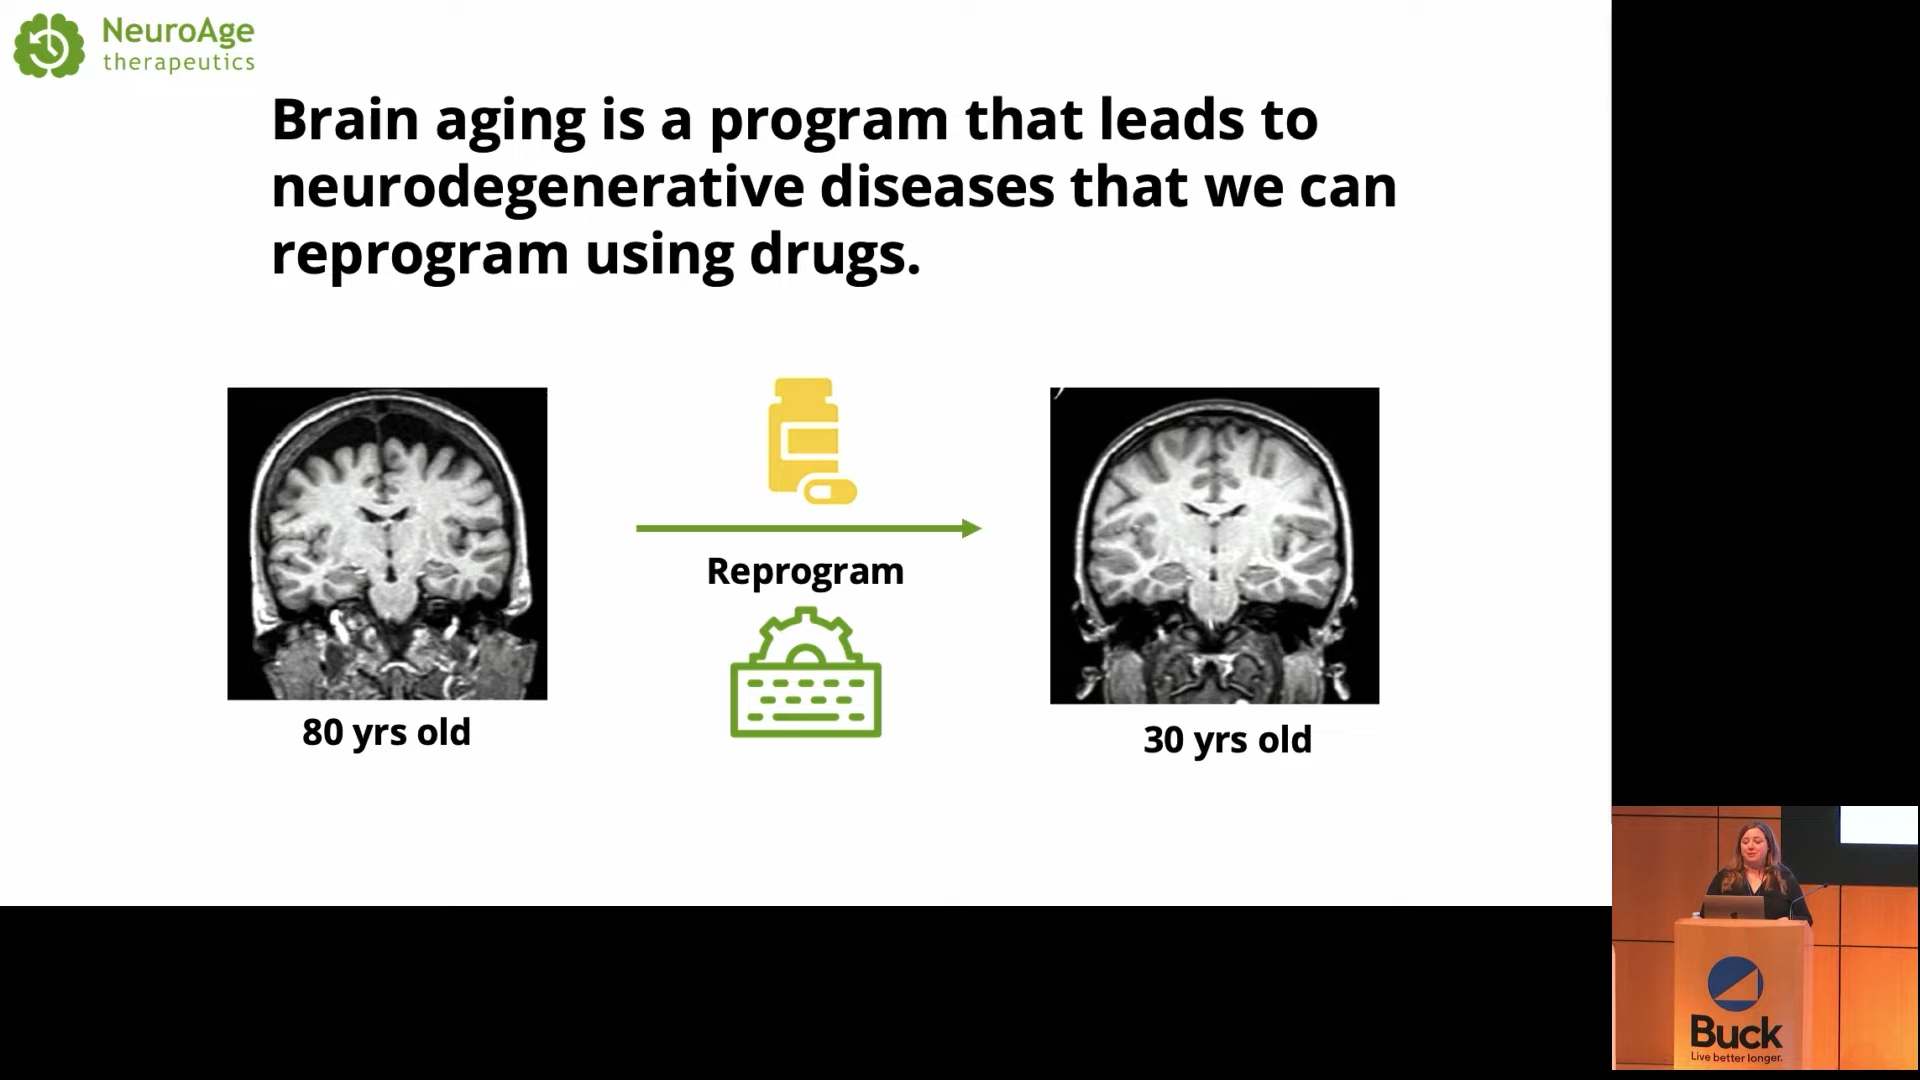 NeuroAge
therapeutics
Brain aging is a program that leads to
neurodegenerative diseases that we can
reprogram using drugs.
Reprogram
80 yrs old
30 yrs old
Buck
Live better longer.